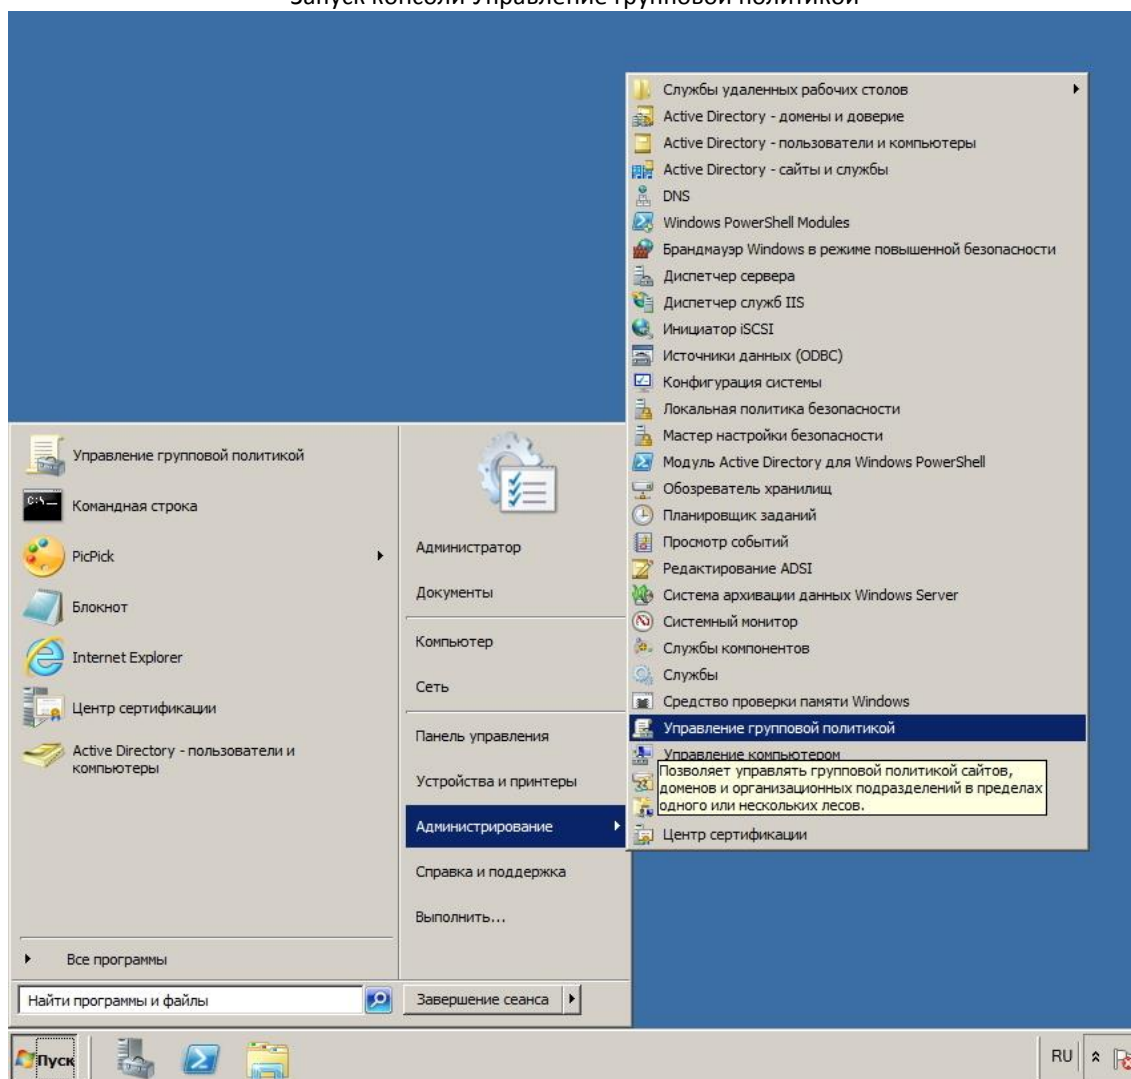 Запуск консоли Управление групповой политикой
Службы удаленных рабочих столов
Active Directory - домены и доверие
Active Directory - пользователи и компьютеры
Active Directory - сайты и службы
DNS
Windows PowerShell Modules
Брандмауэр Windows в режиме повышенной безопасности
Диспетчер сервера
Диспетчер служб IIS
Инициатор iSCSI
Источники данных (ODBC)
Конфигурация системы
Локальная политика безопасности
Мастер настройки безопасности
Модуль Active Directory для Windows PowerShell
Обозреватель хранилищ
Планировщик заданий
Просмотр событий
Редактирование ADSI
Система архивации данных Windows Server
Системный монитор
Службы компонентов
Службы
Средство проверки памяти Windows
Управление групповой политикой
Управление компьютером
Позволяет управлять групповой политикой сайтов,
доменов и организационных подразделений в пределах
одного или нескольких лесов.
Центр сертификации
Управление групповой политикой
C:\
Командная строка
PicPick
Блокнот
Internet Explorer
Центр сертификации
Active Directory - пользователи и
компьютеры
Все программы
Найти программы и файлы
Администратор
Документы
Компьютер
Сеть
Панель управления
Устройства и принтеры
Администрирование
Справка и поддержка
Выполнить...
Завершение сеанса
Пуск
RU